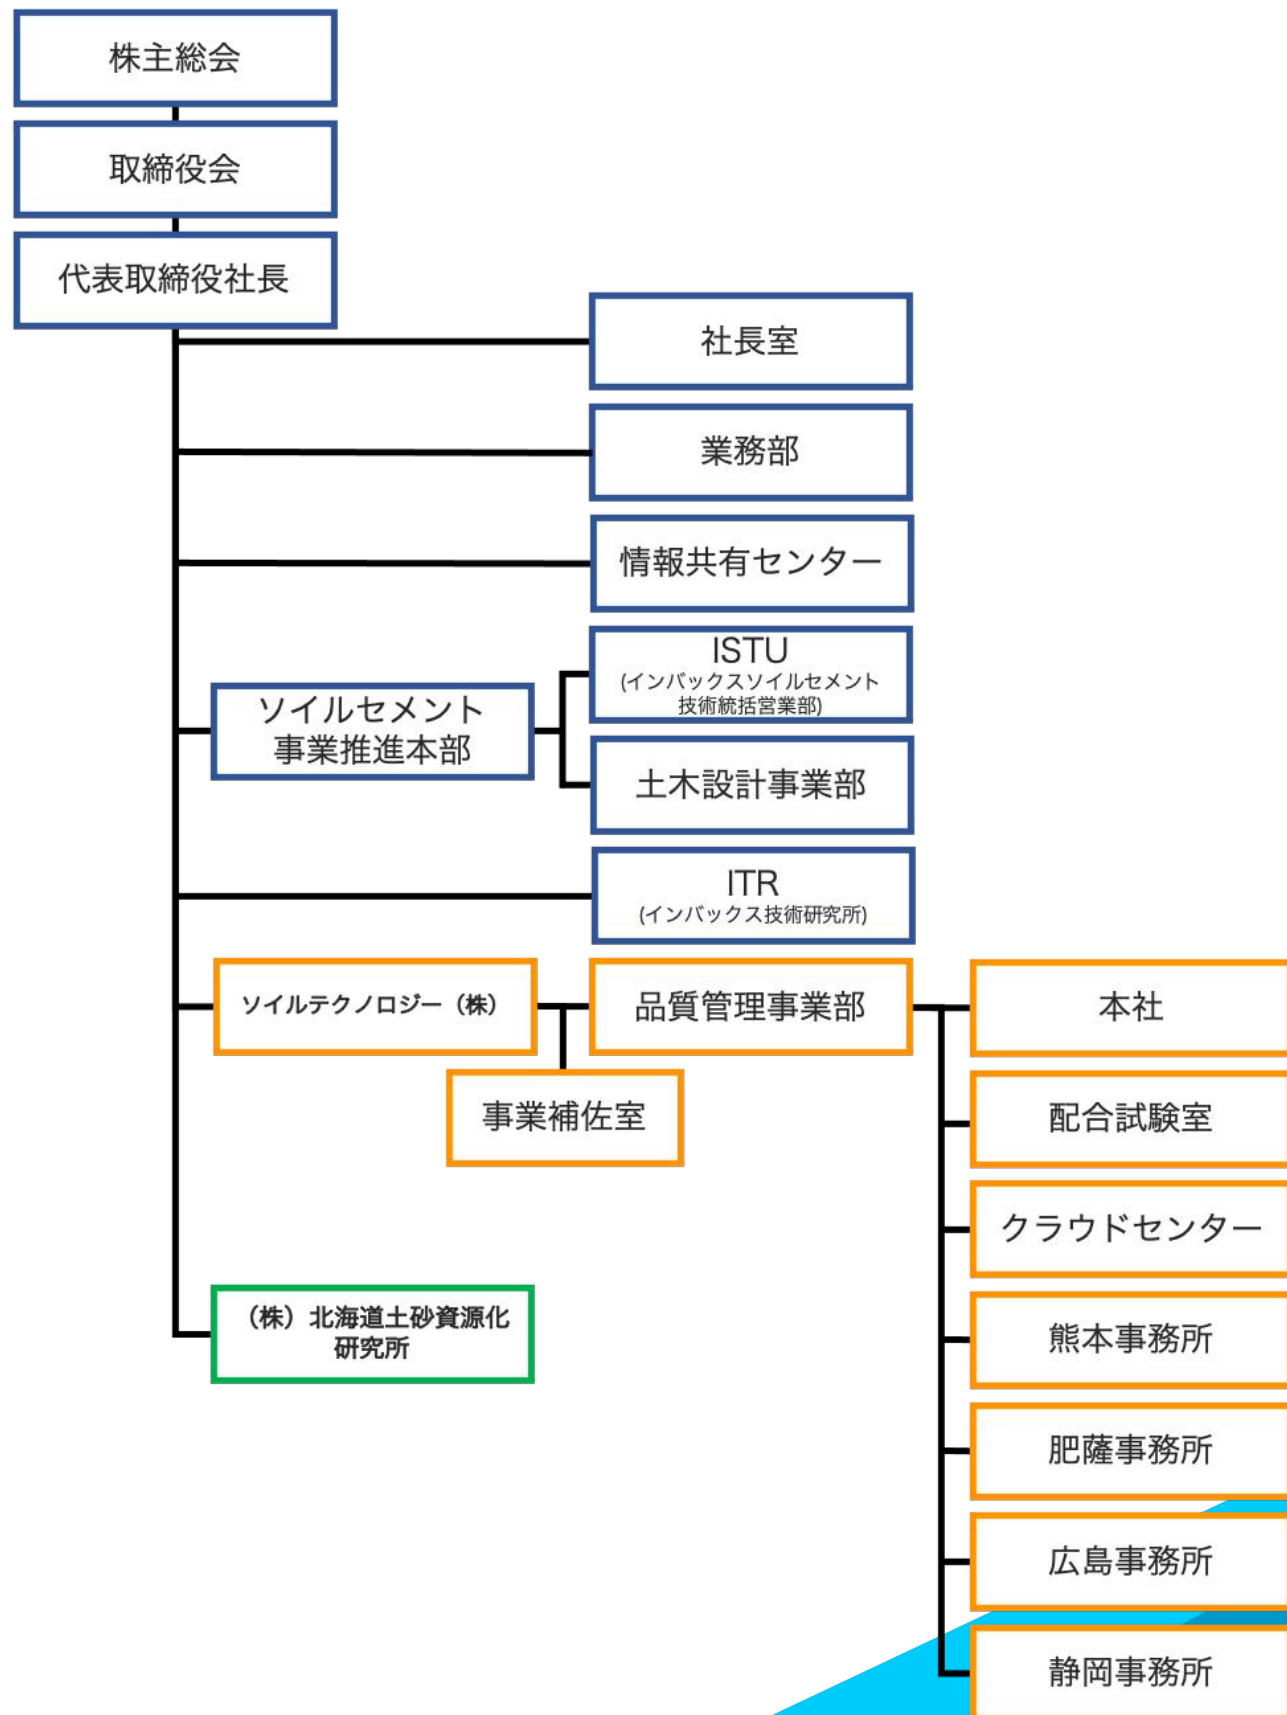 株主総会
取締役会
代表取締役社長
社長室
業務部
情報共有センター
ソイルセメント
事業推進本部
ISTU
(インバックスソイルセメント
技術統括営業部)
土木設計事業部
ITR
(インバックス技術研究所)
ソイルテクノロジー（株）
事業補佐室
品質管理事業部
本社
配合試験室
クラウドセンター
熊本事務所
肥薩事務所
広島事務所
静岡事務所
（株）北海道土砂資源化
研究所